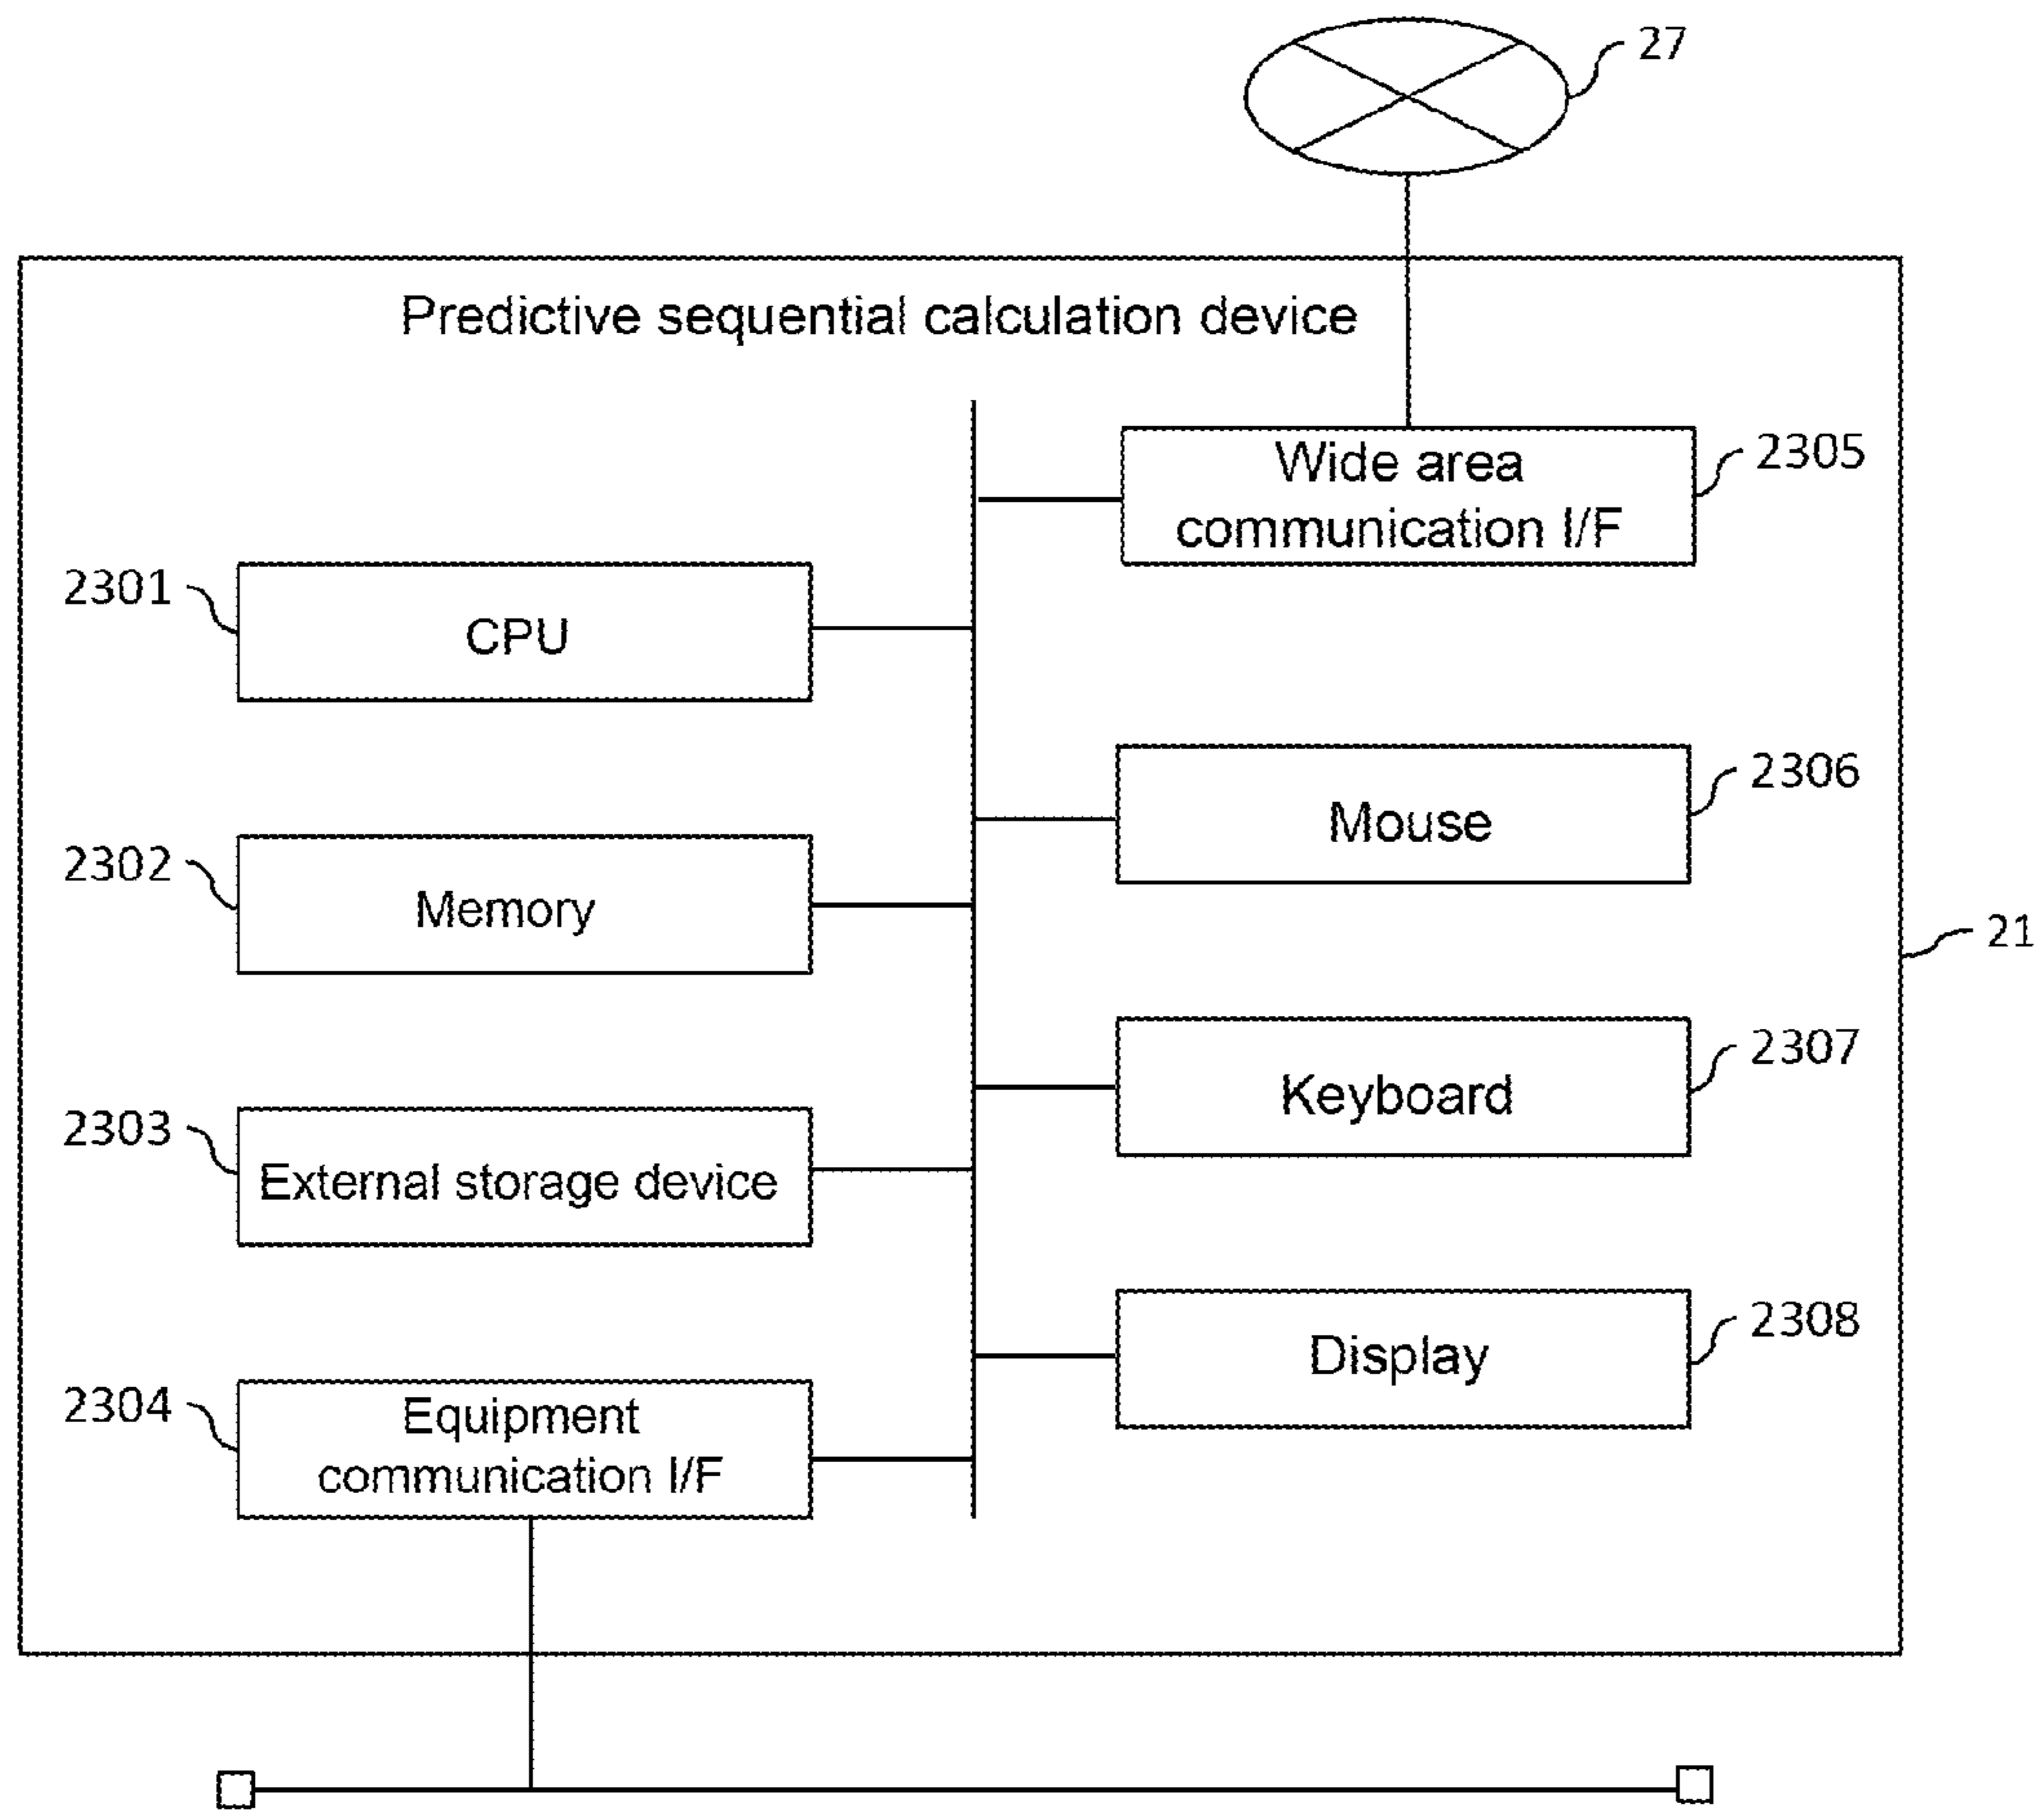 27
Predictive sequential calculation device
Wide area
communication I/F
2305
2301
CPU
Mouse
2306
2302
Memory
21
Keyboard
2307
2303
External storage device
Display
2308
2304
Equipment
communication I/F